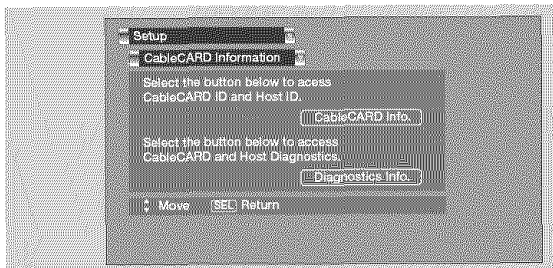 Setup
CableCARD Information
Select the button below to acess
CableCARD ID and Host ID.
CableCARD Info.
Select the button below to access
CableCARD and Host Diagnostics.
Diagnostics Info.
Move SEL Return